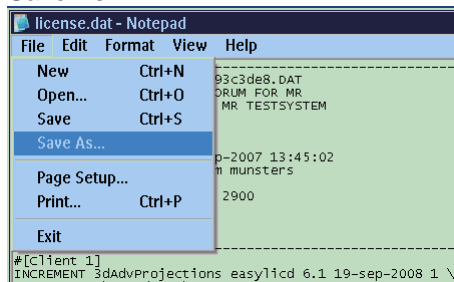 license.dat - Notepad
File Edit Format View Help
New Ctrl+N
Open... Ctrl+O
Save Ctrl+S
Save As...
Page Setup...
Print... Ctrl+P
Exit
93c3de8.DAT
ORUM FOR MR
MR TESTSYSTEM
p-2007 13:45:02
munsters
2900
#[Client 1]
INCREMENT 3dAdvProjections easylicd 6.1 19-sep-2008 1 \